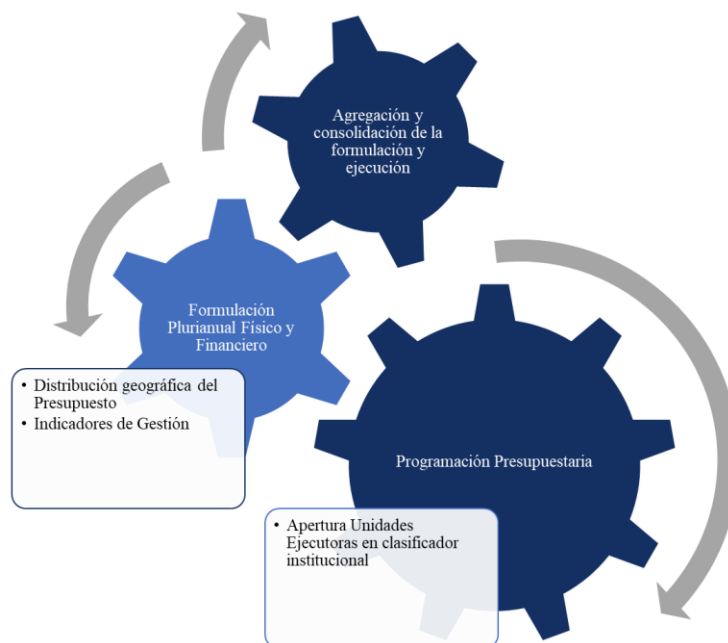 Agregación y
consolidación de la
formulación y
ejecución
Formulación
Plurianual Físico y
Financiero
• Distribución geográfica del
Presupuesto
• Indicadores de Gestión
Programación Presupuestaria
• Apertura Unidades
Ejecutoras en clasificador
institucional